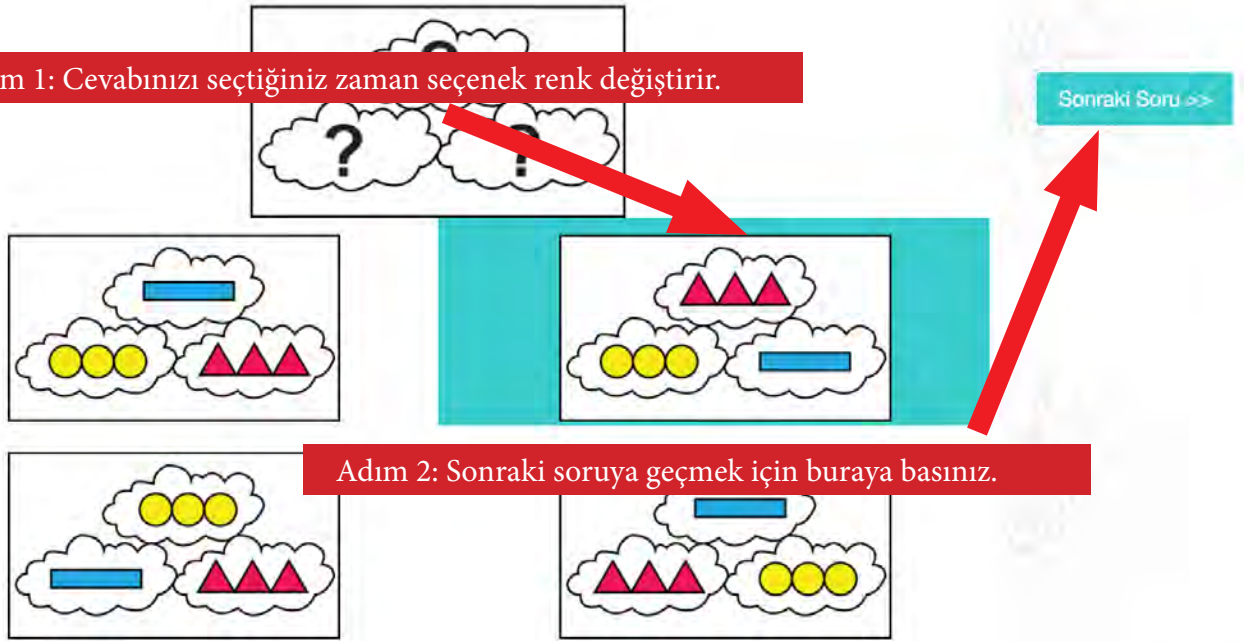 ?
m 1: Cevabınızı seçtiğiniz zaman seçenek renk değiştirir.
Sonraki Soru >>
? ?
Adım 2: Sonraki soruya geçmek için buraya basınız.